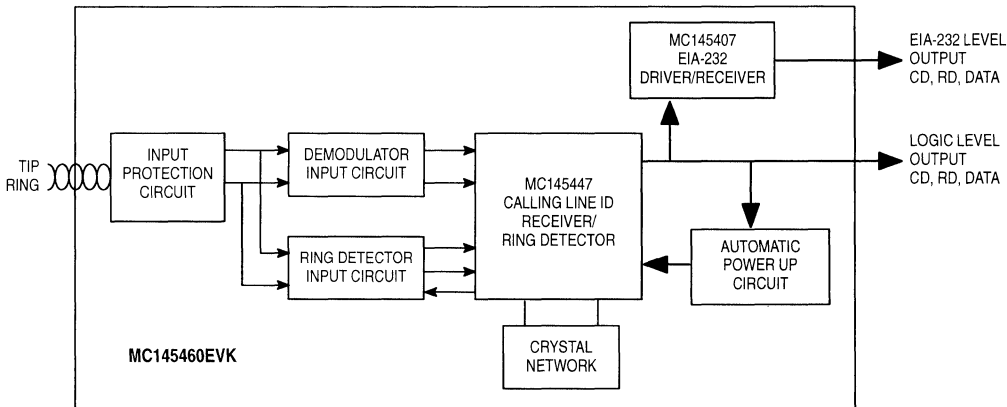 MC145407
EIA-232
DRIVER/RECEIVER
EIA-232 LEVEL
OUTPUT
CD, RD, DATA
TIP
RING
INPUT
PROTECTION
CIRCUIT
DEMODULATOR
INPUT CIRCUIT
RING DETECTOR
INPUT CIRCUIT
MC145447
CALLING LINE ID
RECEIVER/
RING DETECTOR
LOGIC LEVEL
OUTPUT
CD, RD, DATA
AUTOMATIC
POWER UP
CIRCUIT
CRYSTAL
NETWORK
MC145460EVK